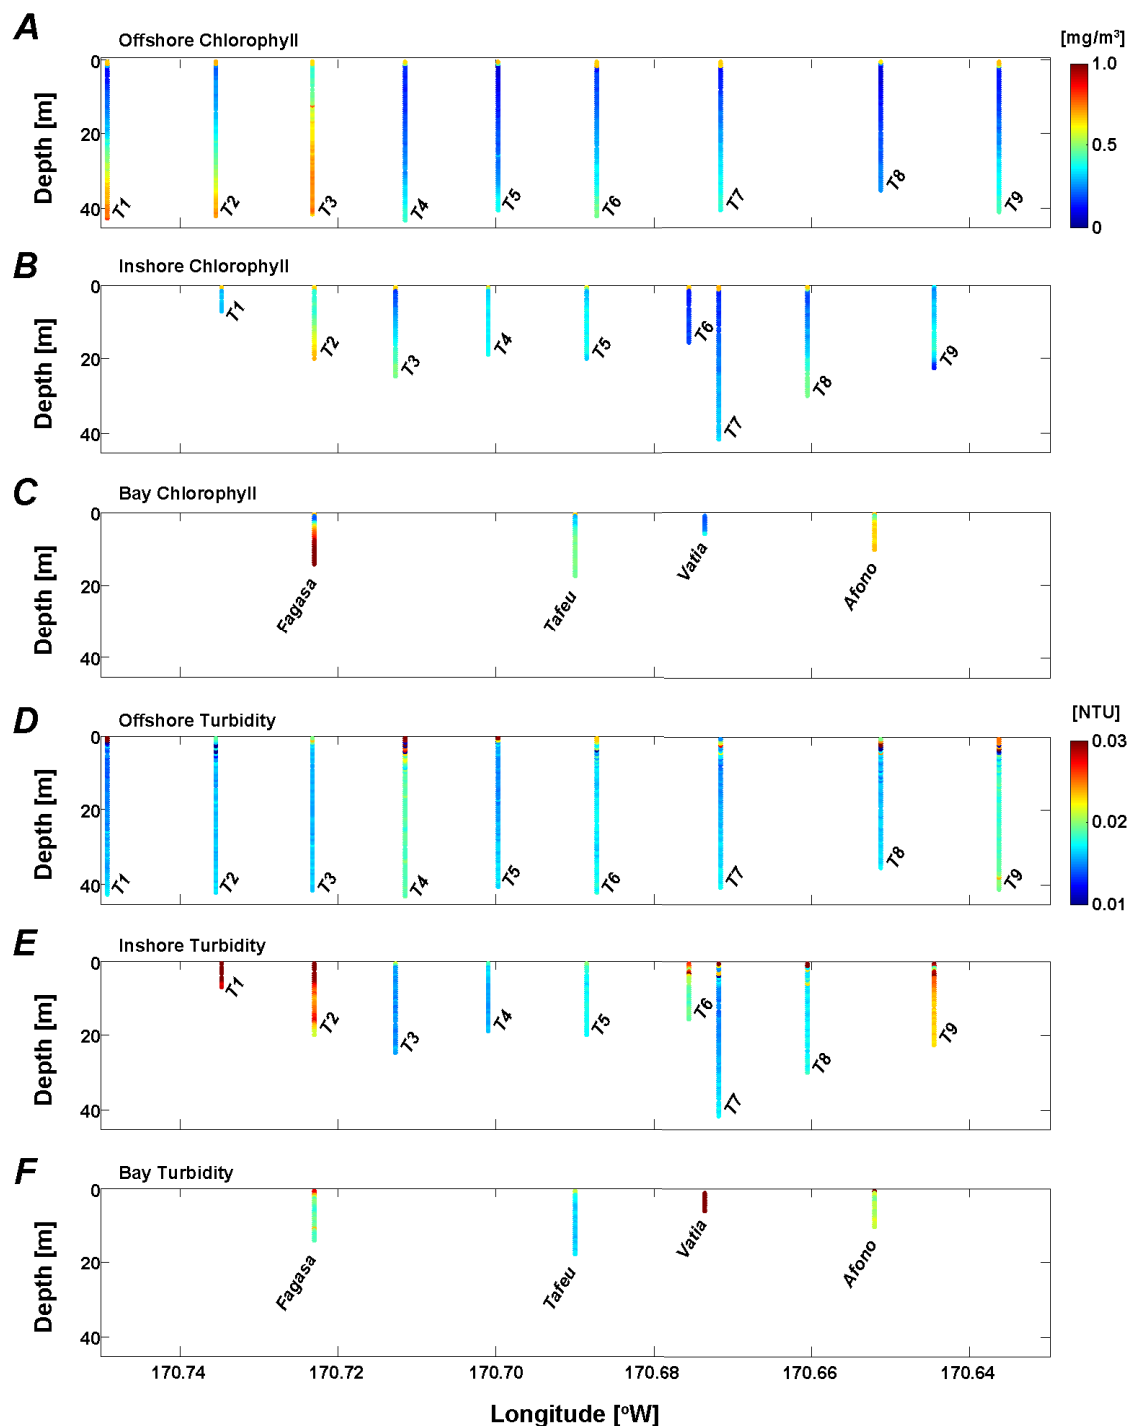 A
Offshore Chlorophyll
[mg/m³]
0
20
40
Depth [m]
T1
T2
T3
T4
T5
T6
T7
T8
T9
1.0
0.5
0
B
Inshore Chlorophyll
0
20
40
Depth [m]
T1
T2
T3
T4
T5
T6
T7
T8
T9
C
Bay Chlorophyll
0
20
40
Depth [m]
Fagasa
Tafeu
Vatia
Afono
D
Offshore Turbidity
[NTU]
0
20
40
Depth [m]
T1
T2
T3
T4
T5
T6
T7
T8
T9
0.03
0.02
0.01
E
Inshore Turbidity
0
20
40
Depth [m]
T1
T2
T3
T4
T5
T6
T7
T8
T9
F
Bay Turbidity
0
20
40
Depth [m]
Fagasa
Tafeu
Vatia
Afono
170.74 170.72 170.70 170.68 170.66 170.64
Longitude [ºW]